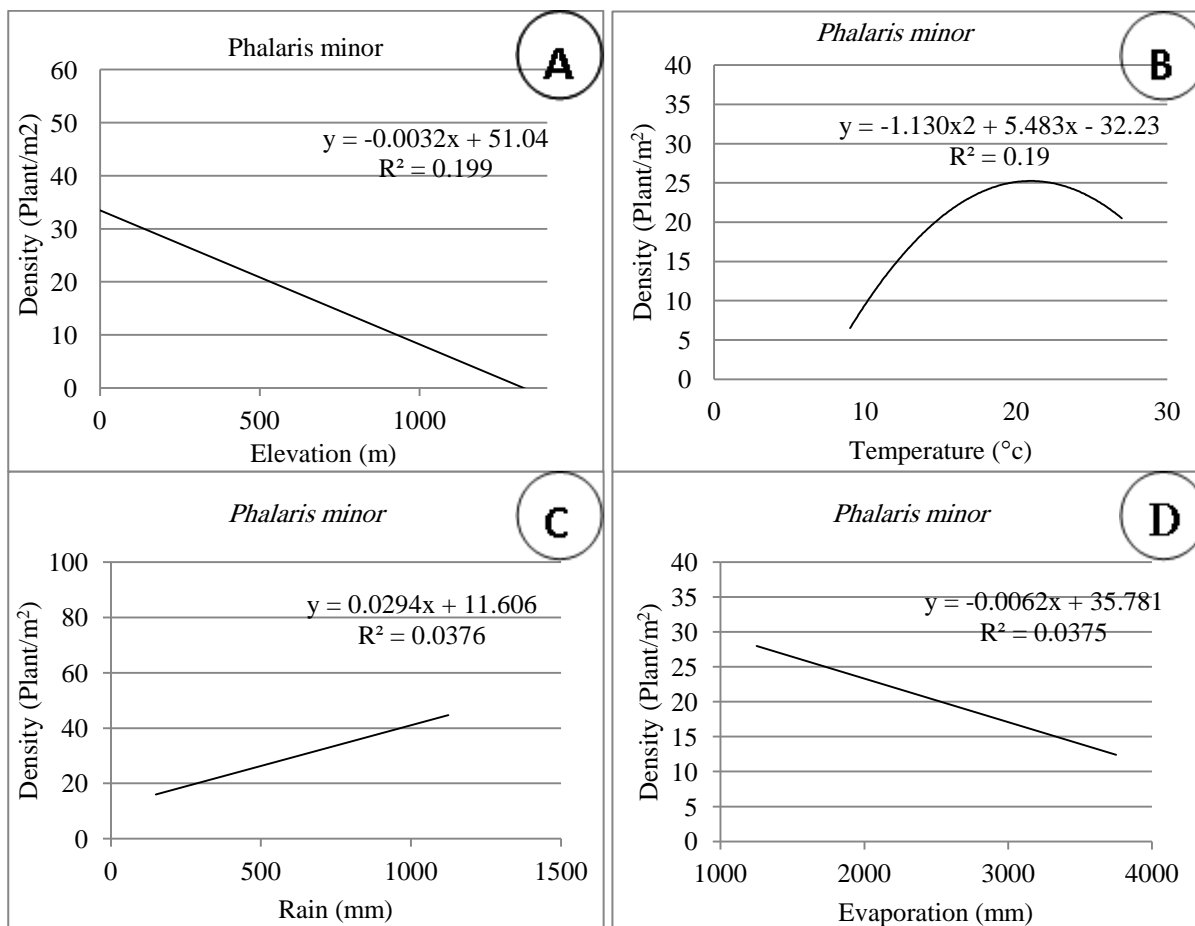 Phalaris minor
A
60
50
40
30
20
10
0
Density (Plant/m2)
y = -0.0032x + 51.04
R² = 0.199
0 500 1000
Elevation (m)
Phalaris minor
B
40
35
30
25
20
15
10
5
0
Density (Plant/m²)
y = -1.130x2 + 5.483x - 32.23
R² = 0.19
0 10 20 30
Temperature (°c)
Phalaris minor
C
100
80
60
40
20
0
Density (Plant/m²)
y = 0.0294x + 11.606
R² = 0.0376
0 500 1000 1500
Rain (mm)
Phalaris minor
D
40
35
30
25
20
15
10
5
0
Density (Plant/m²)
y = -0.0062x + 35.781
R² = 0.0375
1000 2000 3000 4000
Evaporation (mm)